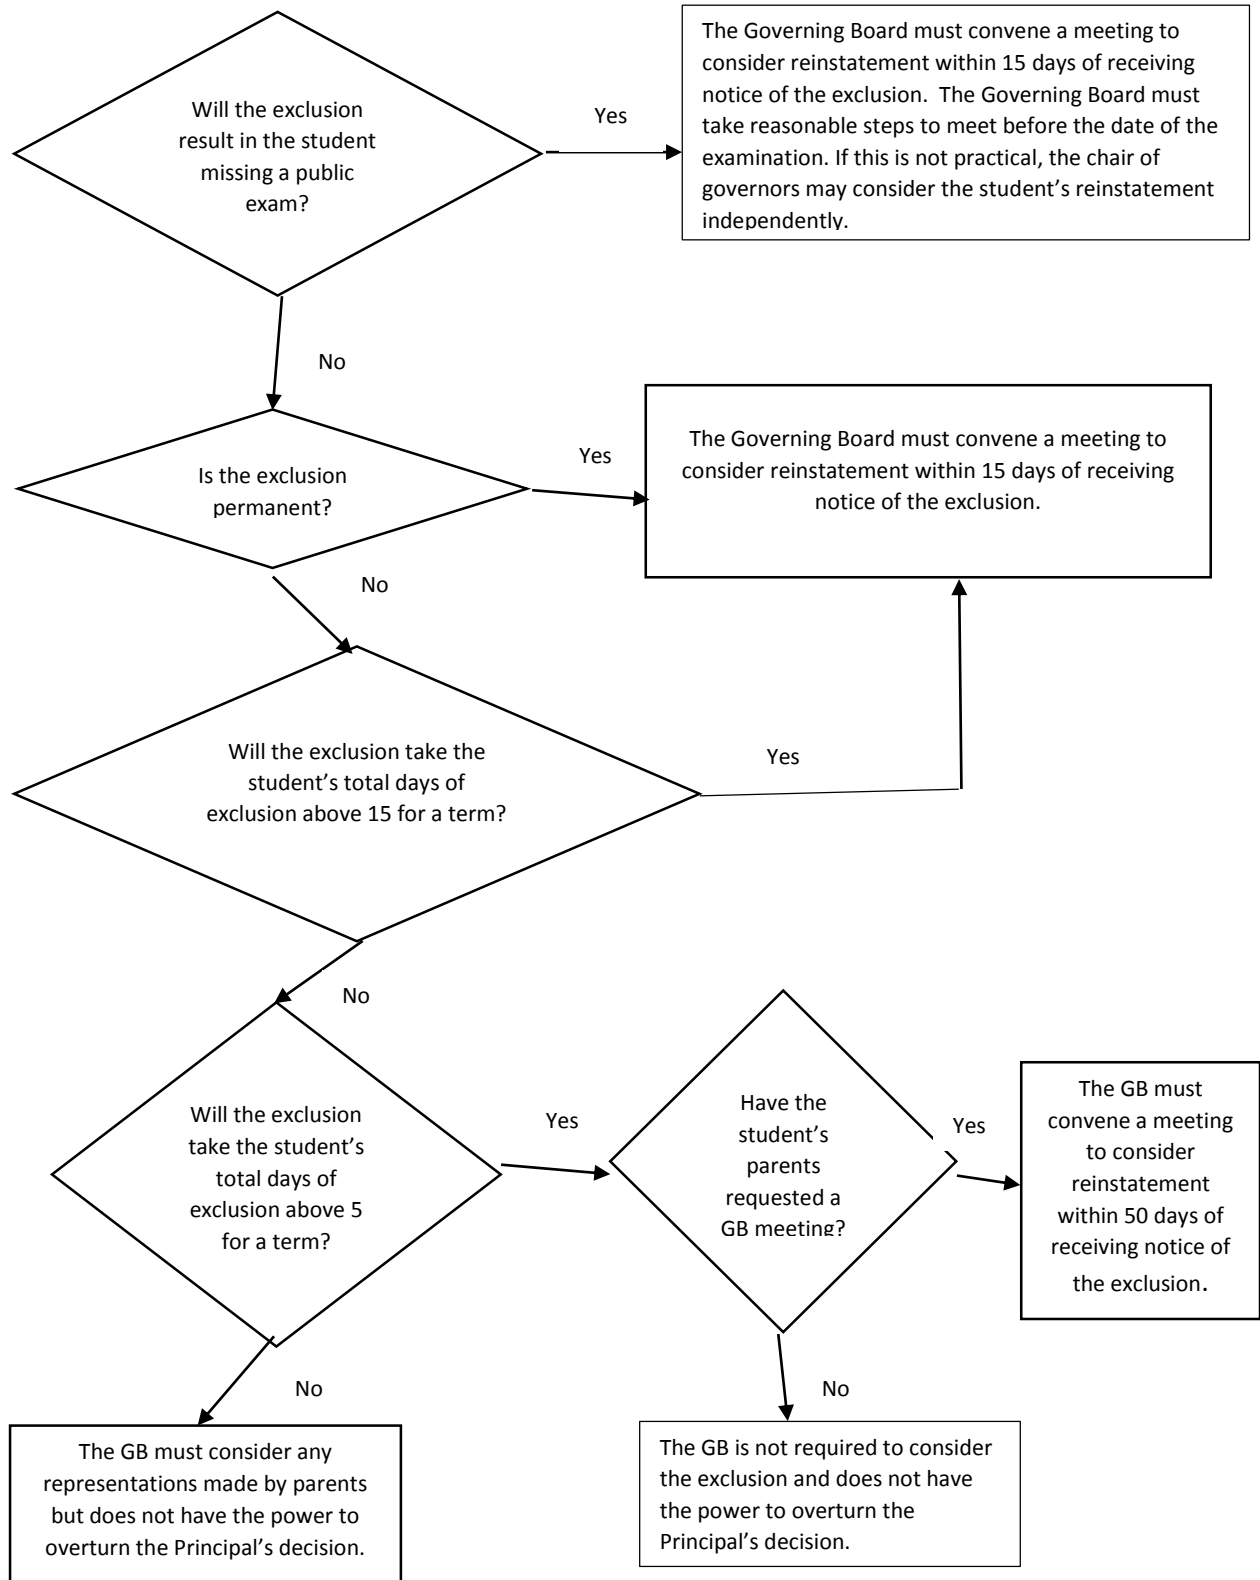 Will the exclusion
result in the student
missing a public
exam?
Yes
The Governing Board must convene a meeting to
consider reinstatement within 15 days of receiving
notice of the exclusion. The Governing Board must
take reasonable steps to meet before the date of the
examination. If this is not practical, the chair of
governors may consider the student’s reinstatement
independently.
No
Is the exclusion
permanent?
Yes
The Governing Board must convene a meeting to
consider reinstatement within 15 days of receiving
notice of the exclusion.
No
Will the exclusion take the
student’s total days of
exclusion above 15 for a term?
Yes
No
Will the exclusion
take the student’s
total days of
exclusion above 5
for a term?
Yes
Have the
student’s
parents
requested a
GB meeting?
Yes
The GB must
convene a meeting
to consider
reinstatement
within 50 days of
receiving notice of
the exclusion.
No
The GB must consider any
representations made by parents
but does not have the power to
overturn the Principal’s decision.
No
The GB is not required to consider
the exclusion and does not have
the power to overturn the
Principal’s decision.